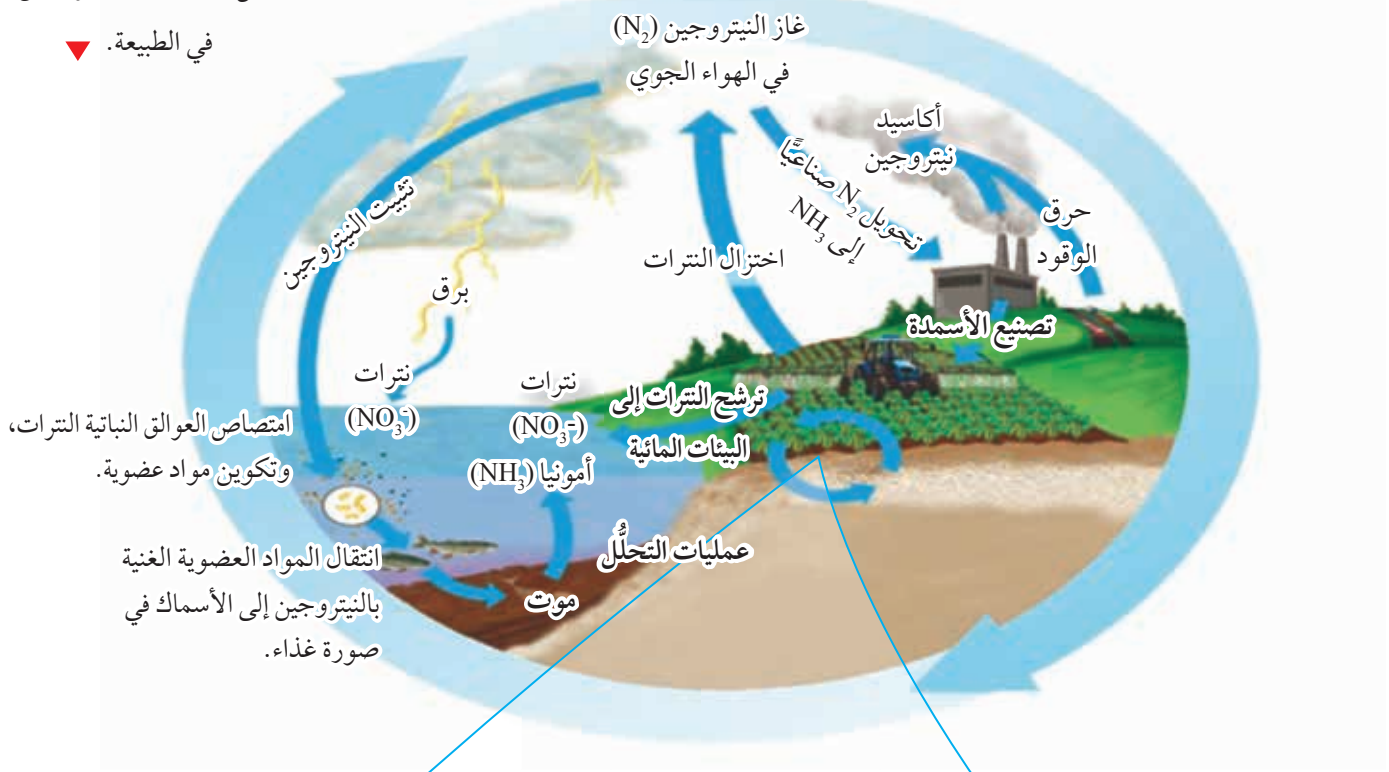 في الطبيعة.
غاز النيتروجين (N₂)
في الهواء الجوي
أكاسيد
نيتروجين
حرق
الوقود
تحويل N₂ صناعيًّا
إلى NH₃
اختزال النترات
تثبيت النيتروجين
برق
تصنيع الأسمدة
نترات
(NO₃⁻)
نترات
(NO₃⁻)
أمونيا (NH₃)
ترشح النترات إلى
البيئات المائية
امتصاص العوالق النباتية النترات،
وتكوين مواد عضوية.
عمليات التحلُّل
انتقال المواد العضوية الغنية
بالنيتروجين إلى الأسماك في
صورة غذاء.
موت